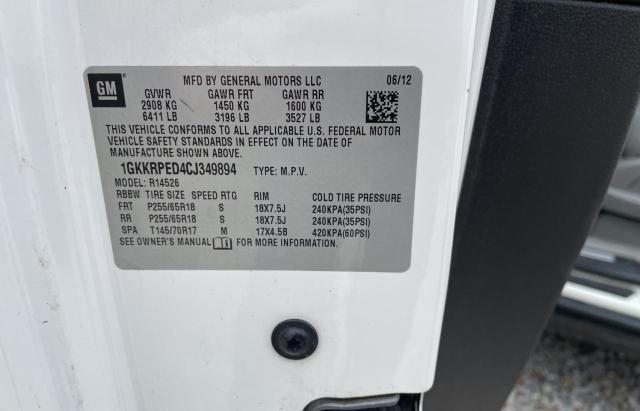 MFD BY GENERAL MOTORS LLC 06/12
GM
GVWR GAWR FRT GAWR RR
2908 KG 1450 KG 1600 KG
6411 LB 3196 LB 3527 LB
THIS VEHICLE CONFORMS TO ALL APPLICABLE U.S. FEDERAL MOTOR
VEHICLE SAFETY STANDARDS IN EFFECT ON THE DATE OF
MANUFACTURE SHOWN ABOVE.
1GKKRPED4CJ349894 TYPE: M.P.V.
MODEL: R14526
RBBW TIRE SIZE SPEED RTG RIM COLD TIRE PRESSURE
FRT P255/65R18 S 18X7.5J 240KPA(35PSI)
RR P255/65R18 S 18X7.5J 240KPA(35PSI)
SPA T145/70R17 M 17X4.5B 420KPA(60PSI)
SEE OWNER'S MANUAL FOR MORE INFORMATION.